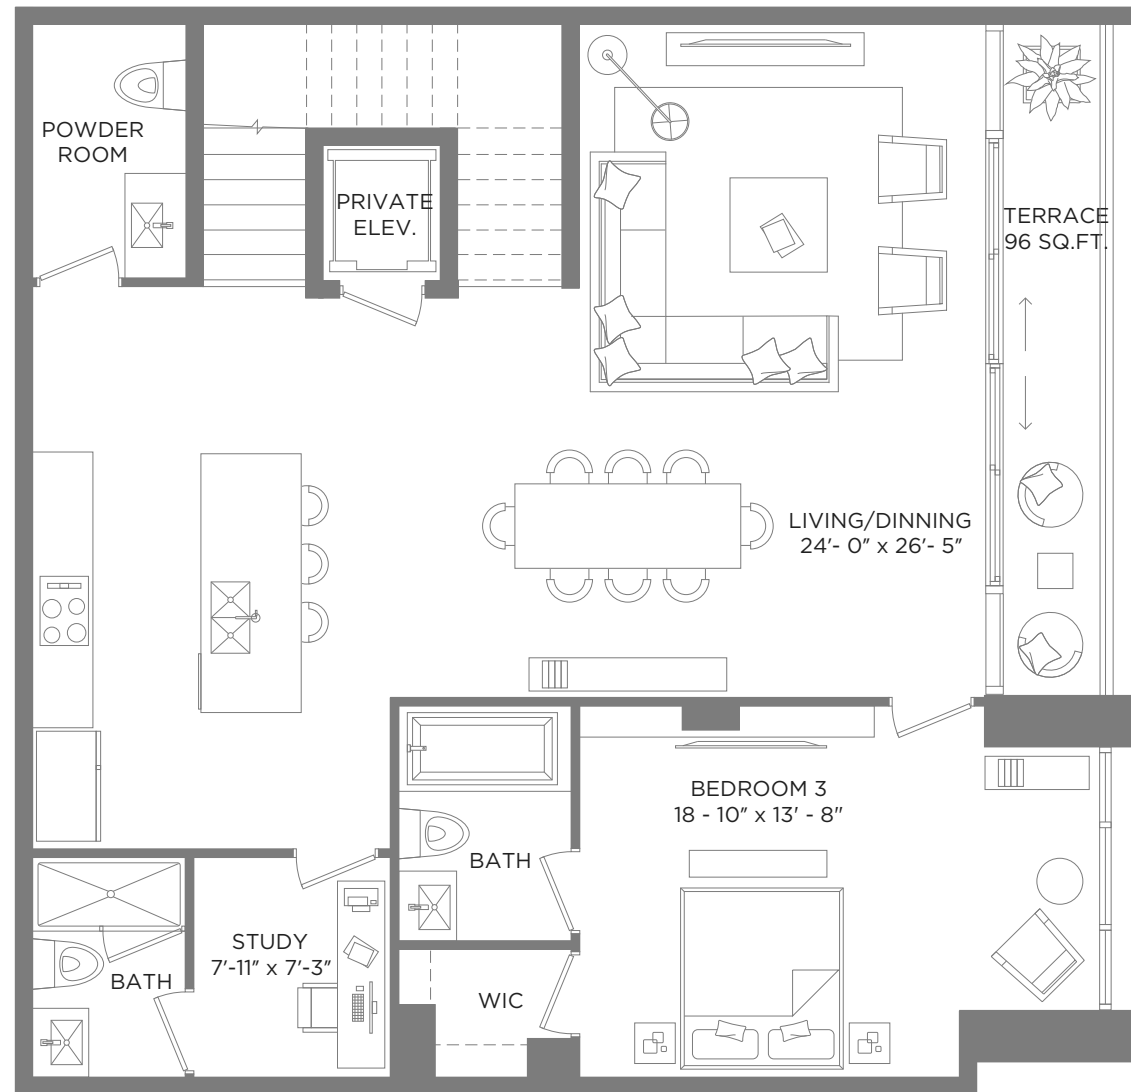 POWDER
ROOM
PRIVATE
ELEV.
TERRACE
96 SQ.FT.
LIVING/DINNING
24'- 0" x 26'- 5"
BEDROOM 3
18 - 10" x 13' - 8"
BATH
STUDY
7'-11" x 7'-3"
BATH
WIC